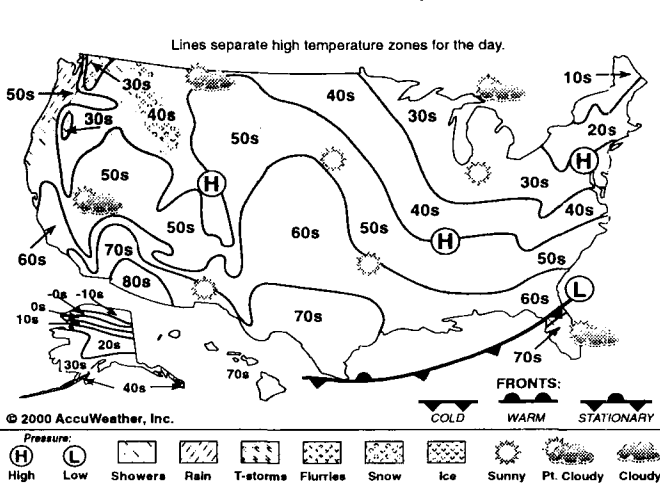 Lines separate high temperature zones for the day.
10s
30s
50s
40s
40s
30s
30s
20s
50s
50s
H
H
30s
50s
60s
50s
40s
40s
H
60s
70s
50s
80s
60s
L
-0s
-10s
0s
10s
20s
30s
40s
70s
70s
70s
FRONTS:
© 2000 AccuWeather, Inc.
COLD WARM STATIONARY
Pressure:
H L
High Low Showers Rain T-storms Flurries Snow Ice Sunny Pt. Cloudy Cloudy